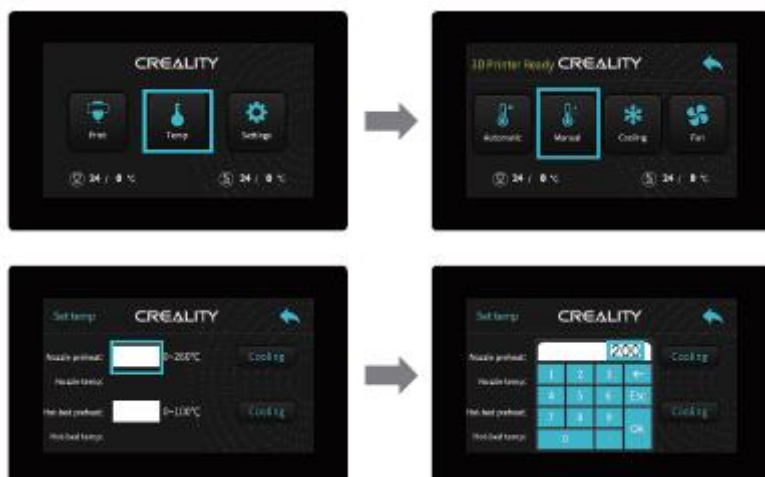 CREALITY
Print
Temp
Settings
24 / 0 ℃
24 / 0 ℃
3D Printer Ready CREALITY
Automatic
Manual
Cooling
Fan
24 / 0 ℃
24 / 0 ℃
Set temp CREALITY
Nozzle preheat: 0~260℃ Cooling
Nozzle temp:
Hot bed preheat: 0~100℃ Cooling
Hot bed temp:
Set temp CREALITY
Nozzle preheat: 200 Cooling
Nozzle temp:
1 2 3 ←
4 5 6 Esc
Hot bed preheat: Cooling
7 8 9 OK
Hot bed temp:
0